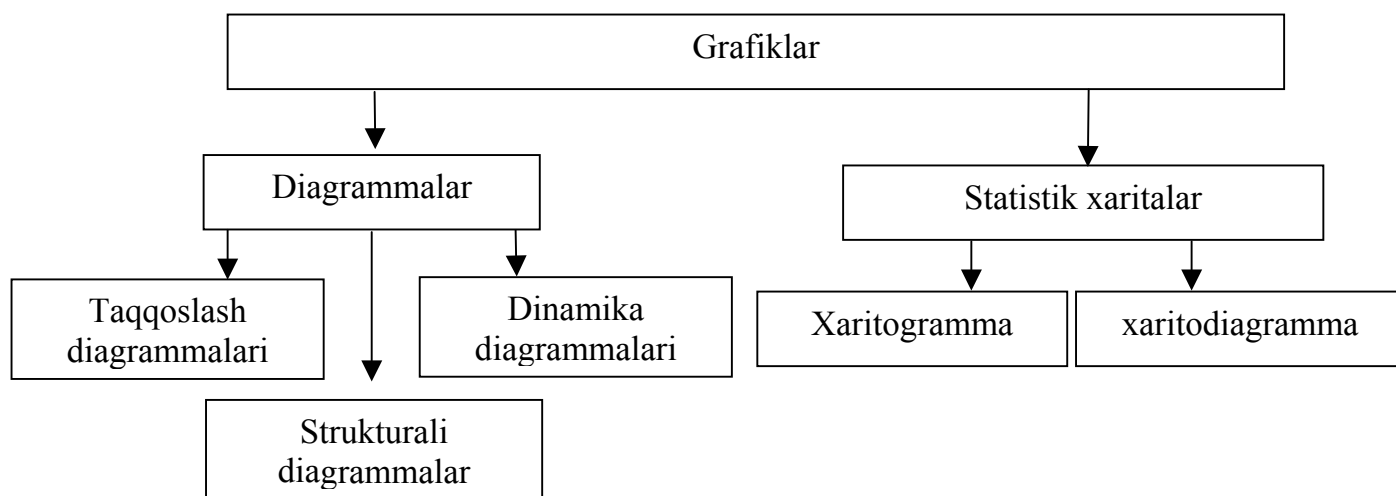 Grafiklar
Diagrammalar
Statistik xaritalar
Taqqoslash
diagrammalari
Dinamika
diagrammalari
Xaritogramma
xaritodiagramma
Strukturali
diagrammalar